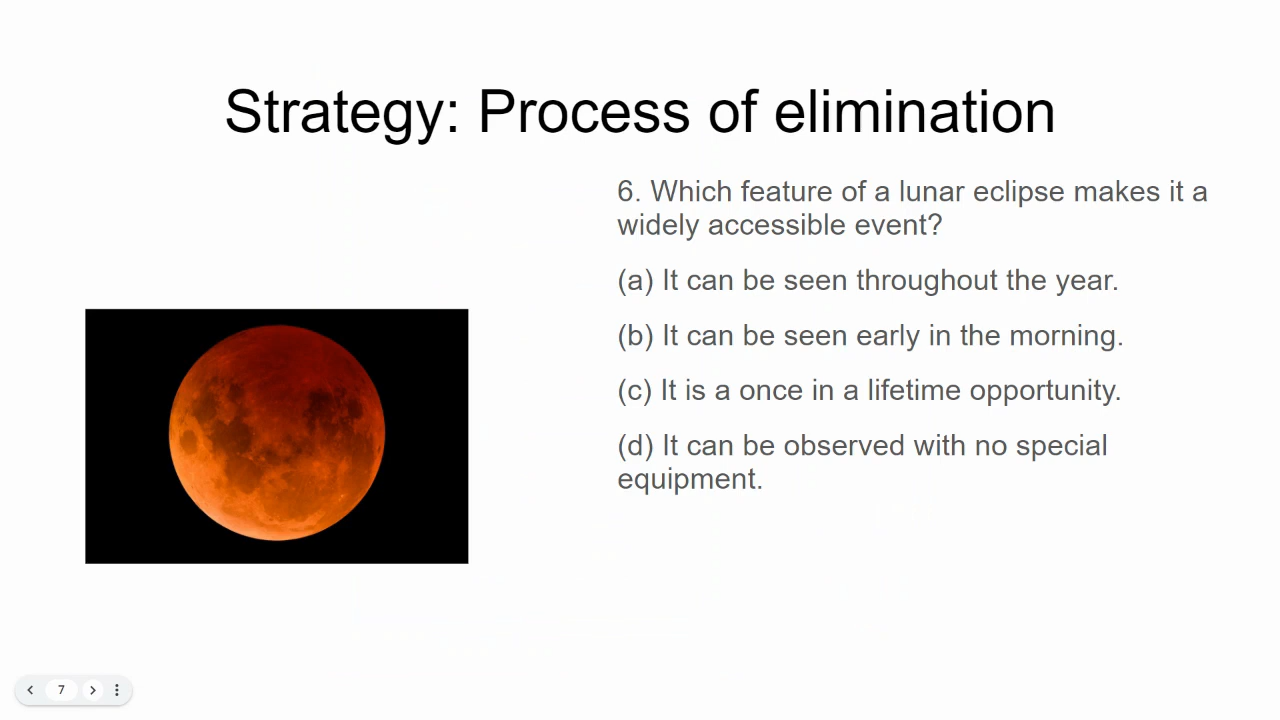 Strategy: Process of elimination
6. Which feature of a lunar eclipse makes it a
widely accessible event?
(a) It can be seen throughout the year.
(b) It can be seen early in the morning.
(c) It is a once in a lifetime opportunity.
(d) It can be observed with no special
equipment.
7